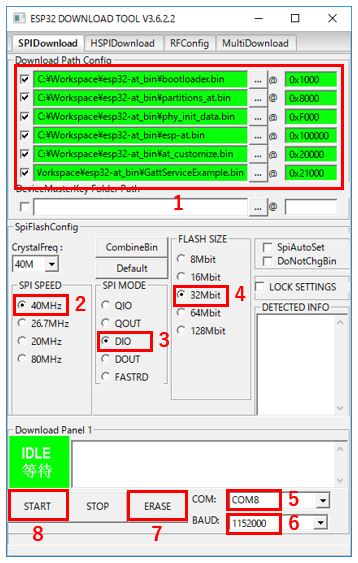 ESP32 DOWNLOAD TOOL V3.6.2.2
SPIDownload HSPIDownload RFConfig MultiDownload
Download Path Config
C:¥Workspace¥esp32-at_bin¥bootloader.bin ... @ 0x1000
C:¥Workspace¥esp32-at_bin¥partitions_at.bin ... @ 0x8000
C:¥Workspace¥esp32-at_bin¥phy_init_data.bin ... @ 0xF000
C:¥Workspace¥esp32-at_bin¥esp-at.bin ... @ 0x100000
C:¥Workspace¥esp32-at_bin¥at_customize.bin ... @ 0x20000
Vorkspace¥esp32-at_bin¥GattServiceExample.bin ... @ 0x21000
DeviceMasterKey Folder Path
1
... @
SpiFlashConfig
CrystalFreq :
40M
CombineBin
Default
SPI SPEED
40MHz 2
26.7MHz
20MHz
80MHz
SPI MODE
QIO
QOUT
DIO 3
DOUT
FASTRD
FLASH SIZE
8Mbit
16Mbit
32Mbit 4
64Mbit
128Mbit
SpiAutoSet
DoNotChgBin
LOCK SETTINGS
DETECTED INFO
Download Panel 1
IDLE
等待
START STOP ERASE
8 7
COM: COM8 5
BAUD: 1152000 6